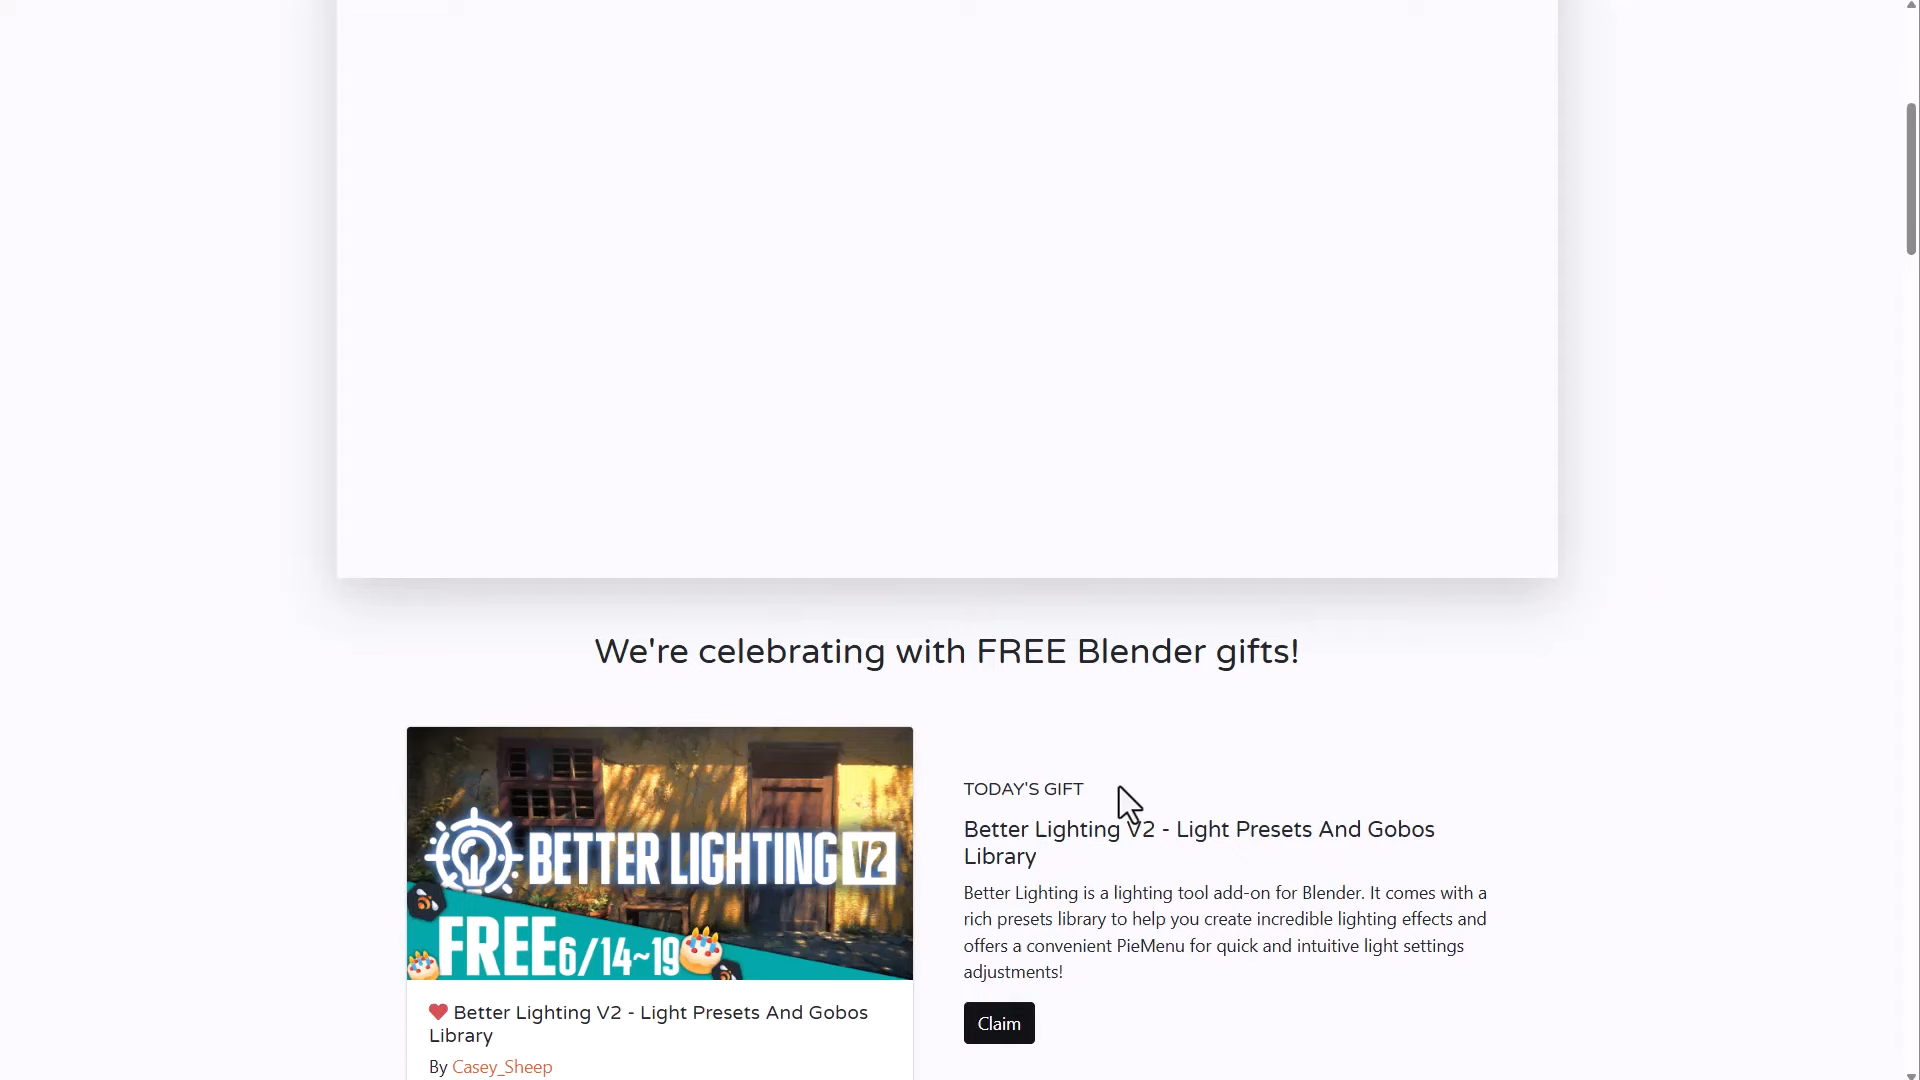 We're celebrating with FREE Blender gifts!
BETTER LIGHTING V2
FREE 6/14~19
TODAY'S GIFT
Better Lighting V2 - Light Presets And Gobos
Library
Better Lighting is a lighting tool add-on for Blender. It comes with a
rich presets library to help you create incredible lighting effects and
offers a convenient PieMenu for quick and intuitive light settings
adjustments!
Claim
Better Lighting V2 - Light Presets And Gobos
Library
By Casey_Sheep